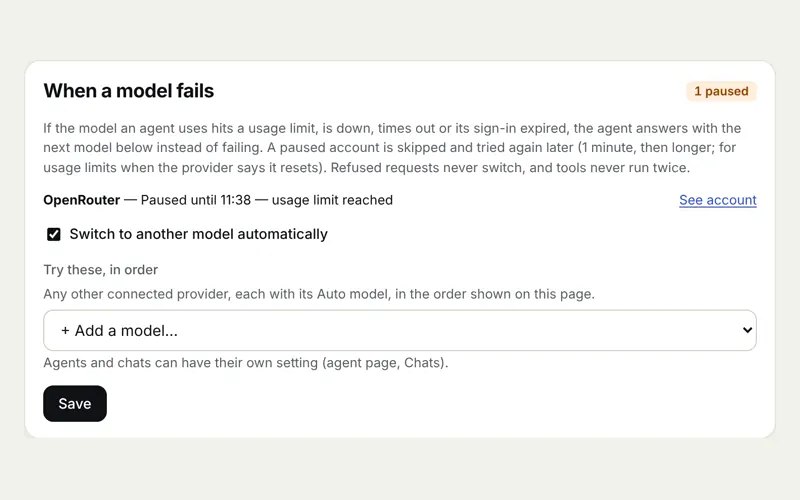 When a model fails
1 paused
If the model an agent uses hits a usage limit, is down, times out or its sign-in expired, the agent answers with the
next model below instead of failing. A paused account is skipped and tried again later (1 minute, then longer; for
usage limits when the provider says it resets). Refused requests never switch, and tools never run twice.
OpenRouter — Paused until 11:38 — usage limit reached
See account
Switch to another model automatically
Try these, in order
Any other connected provider, each with its Auto model, in the order shown on this page.
+ Add a model...
Agents and chats can have their own setting (agent page, Chats).
Save